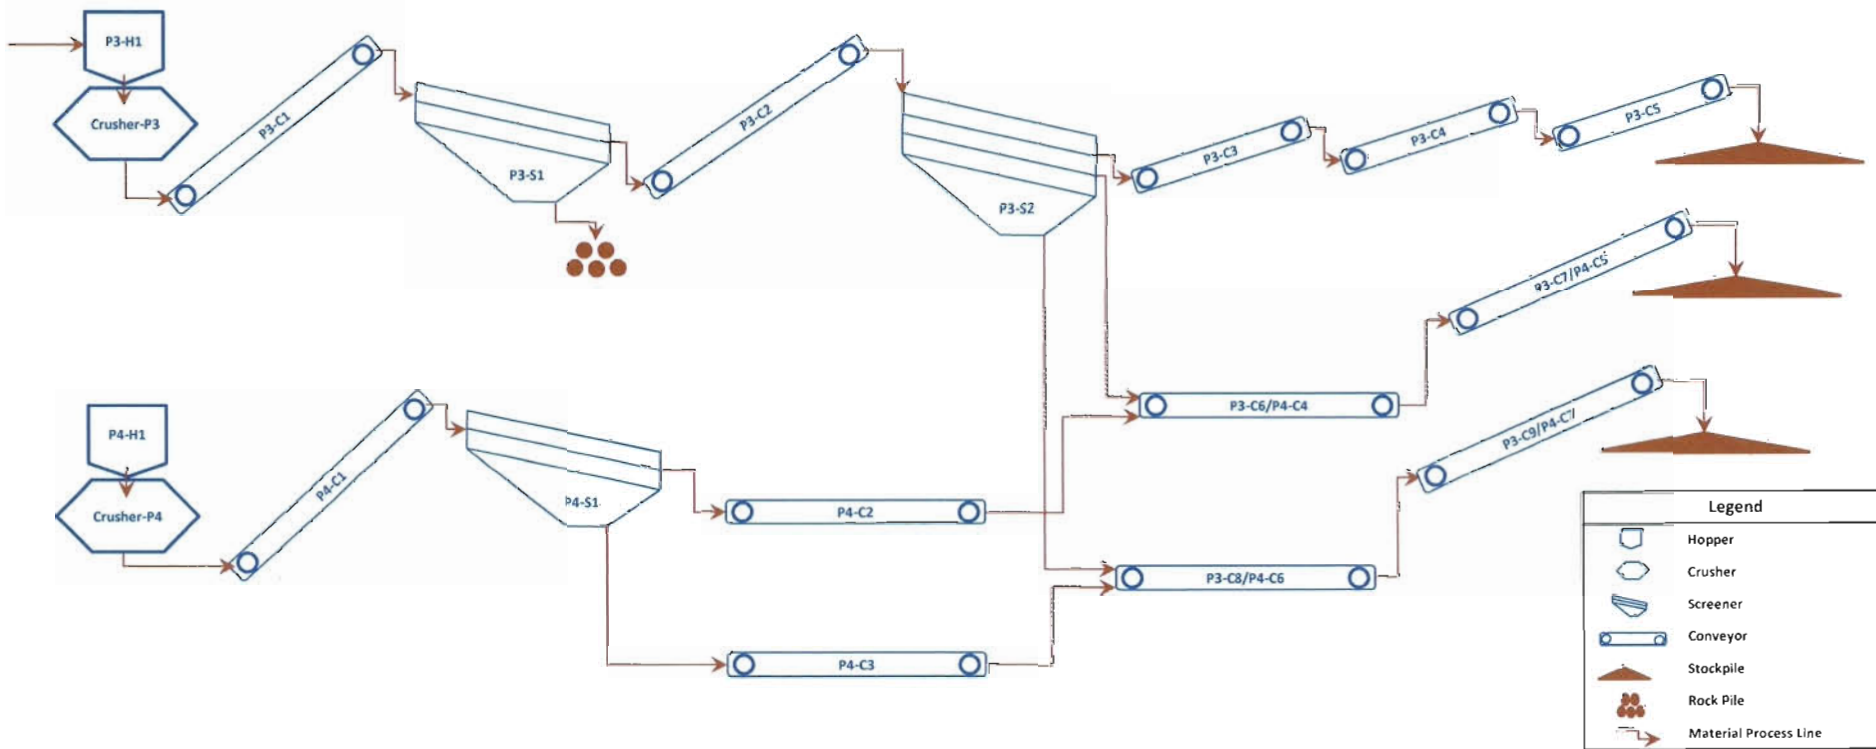 P3-H1
Crusher-P3
P3-C1
P3-S1
P3-C2
P3-S2
P3-C3
P3-C4
P3-C5
P3-C7/P4-C5
P3-C6/P4-C4
P3-C9/P4-C7
P4-H1
Crusher-P4
P4-C1
P4-S1
P4-C2
P3-C8/P4-C6
P4-C3
Legend
Hopper
Crusher
Screener
Conveyor
Stockpile
Rock Pile
Material Process Line